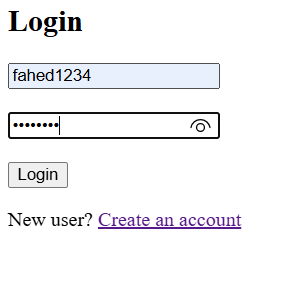 Login
fahed1234
••••••••
Login
New user? Create an account